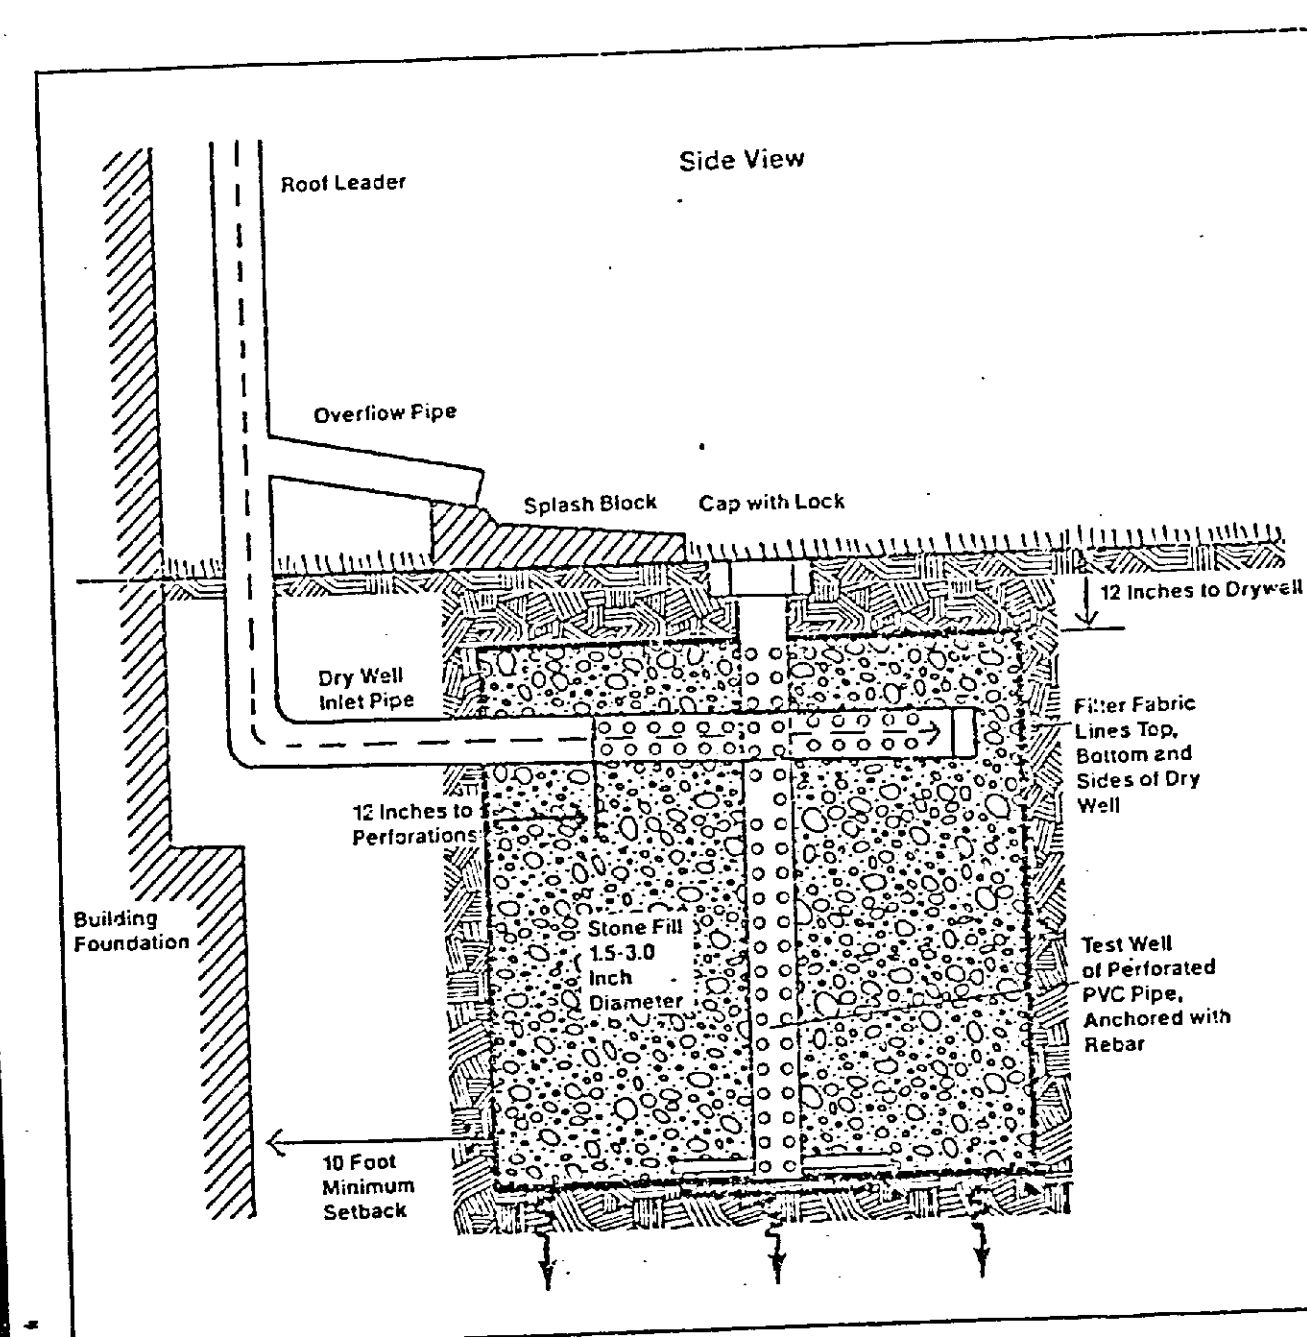 Side View
Roof Leader
Overflow Pipe
Splash Block
Cap with Lock
12 Inches to Drywell
Dry Well
Inlet Pipe
Filter Fabric
Lines Top,
Bottom and
Sides of Dry
Well
12 Inches to
Perforations
Building
Foundation
Stone Fill
1.5-3.0
Inch
Diameter
Test Well
of Perforated
PVC Pipe,
Anchored with
Rebar
10 Foot
Minimum
Setback